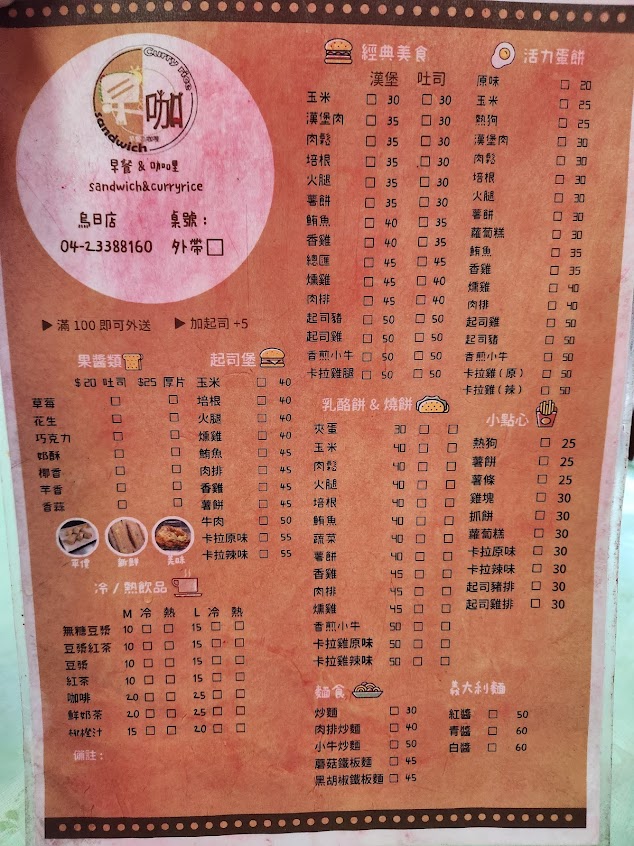 Curry rice
早咖
sandwich
早餐 & 咖哩
sandwich&curryrice
烏日店 桌號：
04-23388160 外帶□
▶滿 100 即可外送 ▶加起司 +5
果醬類
$20 吐司 $25 厚片
草莓 □ □
花生 □ □
巧克力 □ □
奶酥 □ □
椰香 □ □
芋香 □ □
香蒜 □ □
平價 新鮮 美味
起司堡
玉米 □ 40
培根 □ 40
火腿 □ 40
燻雞 □ 45
鮪魚 □ 45
肉排 □ 45
香雞 □ 45
薯餅 □ 45
牛肉 □ 50
卡拉原味 □ 55
卡拉辣味 □ 55
冷 / 熱飲品
M 冷 熱 L 冷 熱
無糖豆漿 10 □ □ 15 □ □
豆漿紅茶 10 □ □ 15 □ □
豆漿 10 □ □ 15 □ □
紅茶 10 □ □ 15 □ □
咖啡 20 □ □ 25 □ □
鮮奶茶 20 □ □ 25 □ □
柳橙汁 15 □ □ 20 □ □
備註：
經典美食
漢堡 吐司
玉米 □ 30 □ 30
漢堡肉 □ 30 □ 30
肉鬆 □ 35 □ 30
培根 □ 35 □ 30
火腿 □ 35 □ 30
薯餅 □ 35 □ 30
鮪魚 □ 40 □ 35
香雞 □ 40 □ 35
總匯 □ 45 □ 40
燻雞 □ 45 □ 40
肉排 □ 45 □ 40
起司豬 □ 50 □ 50
起司雞 □ 50 □ 50
香煎小牛 □ 50 □ 50
卡拉雞腿 □ 50 □ 50
活力蛋餅
原味 □ 20
玉米 □ 25
熱狗 □ 25
漢堡肉 □ 30
肉鬆 □ 30
培根 □ 30
火腿 □ 30
薯餅 □ 30
蘿蔔糕 □ 30
鮪魚 □ 35
香雞 □ 35
燻雞 □ 40
肉排 □ 40
起司雞 □ 50
起司豬 □ 50
香煎小牛 □ 50
卡拉雞(原) □ 50
卡拉雞(辣) □ 50
乳酪餅 & 燒餅
夾蛋 30 □ □
玉米 40 □ □
肉鬆 40 □ □
火腿 40 □ □
培根 40 □ □
鮪魚 40 □ □
蔬菜 40 □ □
薯餅 40 □ □
香雞 45 □ □
肉排 45 □ □
燻雞 45 □ □
香煎小牛 50 □ □
卡拉雞原味 50 □ □
卡拉雞辣味 50 □ □
小點心
熱狗 □ 25
薯餅 □ 25
薯條 □ 25
雞塊 □ 30
抓餅 □ 30
蘿蔔糕 □ 30
卡拉原味 □ 30
卡拉辣味 □ 30
起司豬排 □ 30
起司雞排 □ 30
麵食
炒麵 □ 30
肉排炒麵 □ 40
小牛炒麵 □ 50
蘑菇鐵板麵 □ 45
黑胡椒鐵板麵 □ 45
義大利麵
紅醬 □ 50
青醬 □ 60
白醬 □ 60